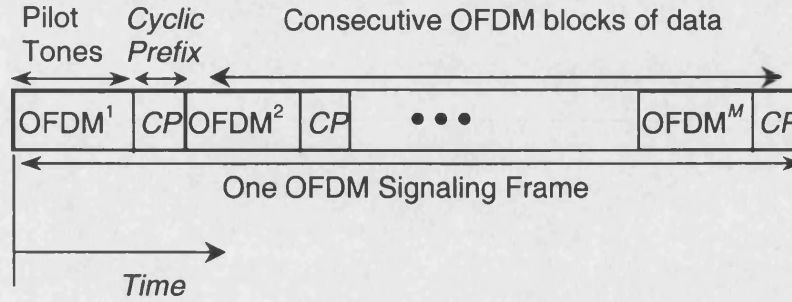 Pilot Tones
Cyclic Prefix
Consecutive OFDM blocks of data
OFDM¹ CP OFDM² CP ••• OFDMᴹ CP
One OFDM Signaling Frame
Time